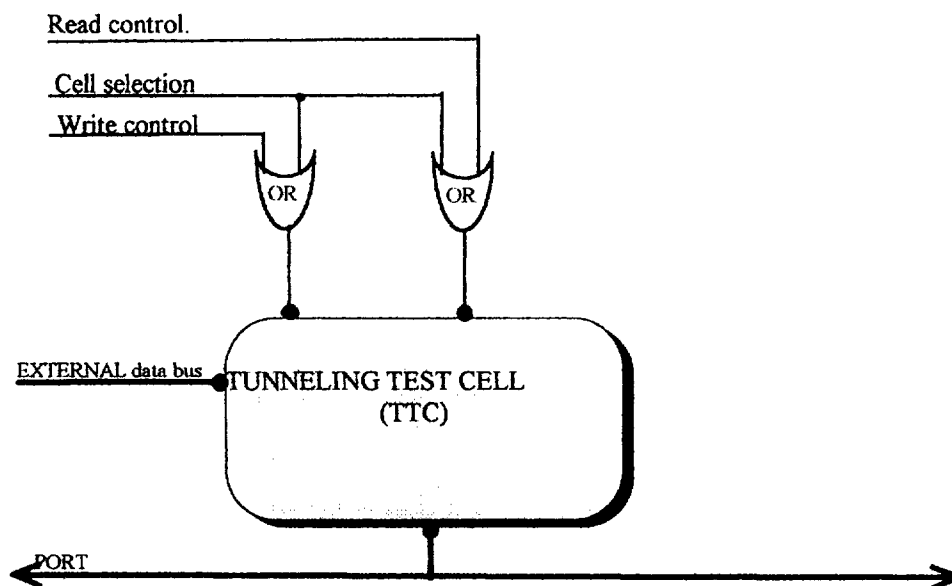 Read control.
Cell selection
Write control
OR
OR
EXTERNAL data bus
TUNNELING TEST CELL
(TTC)
PORT